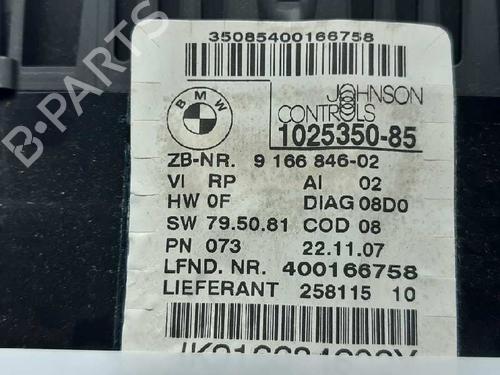 35085400166758
BMW
JOHNSON
CONTROLS
1025350-85
ZB-NR. 9 166 846-02
VI RP AI 02
HW 0F DIAG 08D0
SW 79.50.81 COD 08
PN 073 22.11.07
LFND. NR. 400166758
LIEFERANT 258115 10